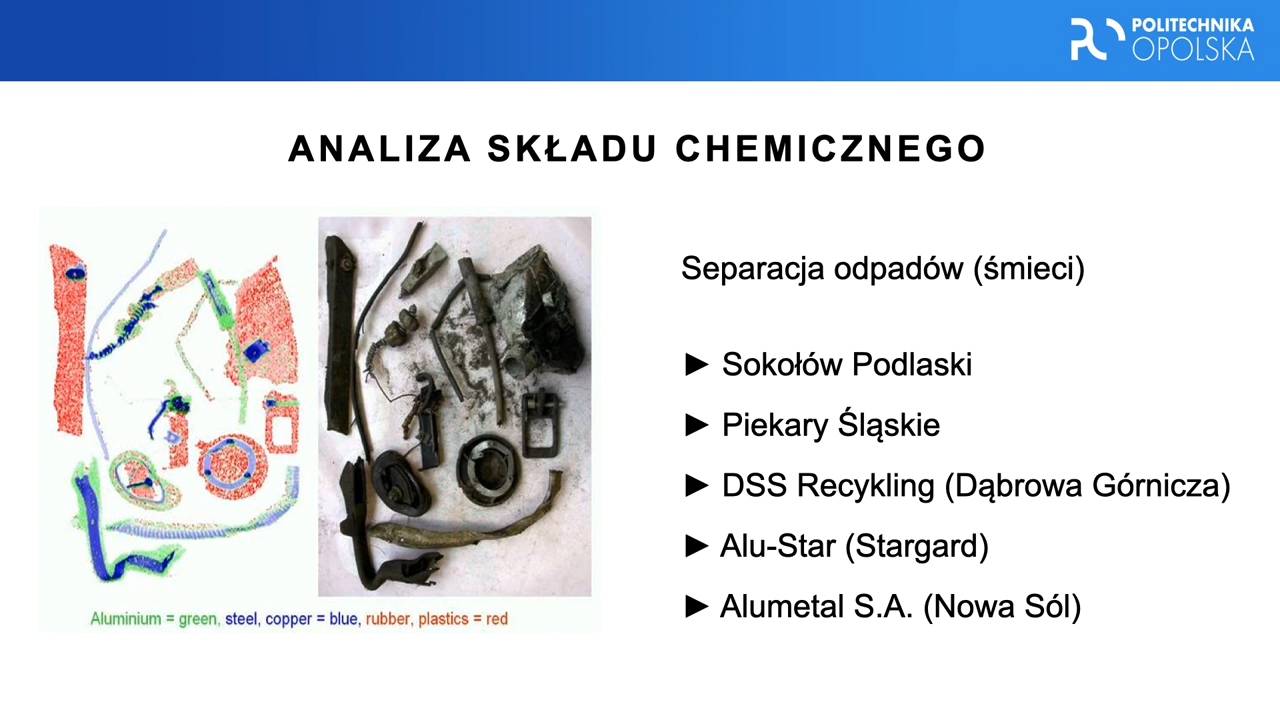 POLITECHNIKA
OPOLSKA
ANALIZA SKŁADU CHEMICZNEGO
Separacja odpadów (śmieci)
► Sokołów Podlaski
► Piekary Śląskie
► DSS Recykling (Dąbrowa Górnicza)
► Alu-Star (Stargard)
► Alumetal S.A. (Nowa Sól)
Aluminium = green, steel, copper = blue, rubber, plastics = red